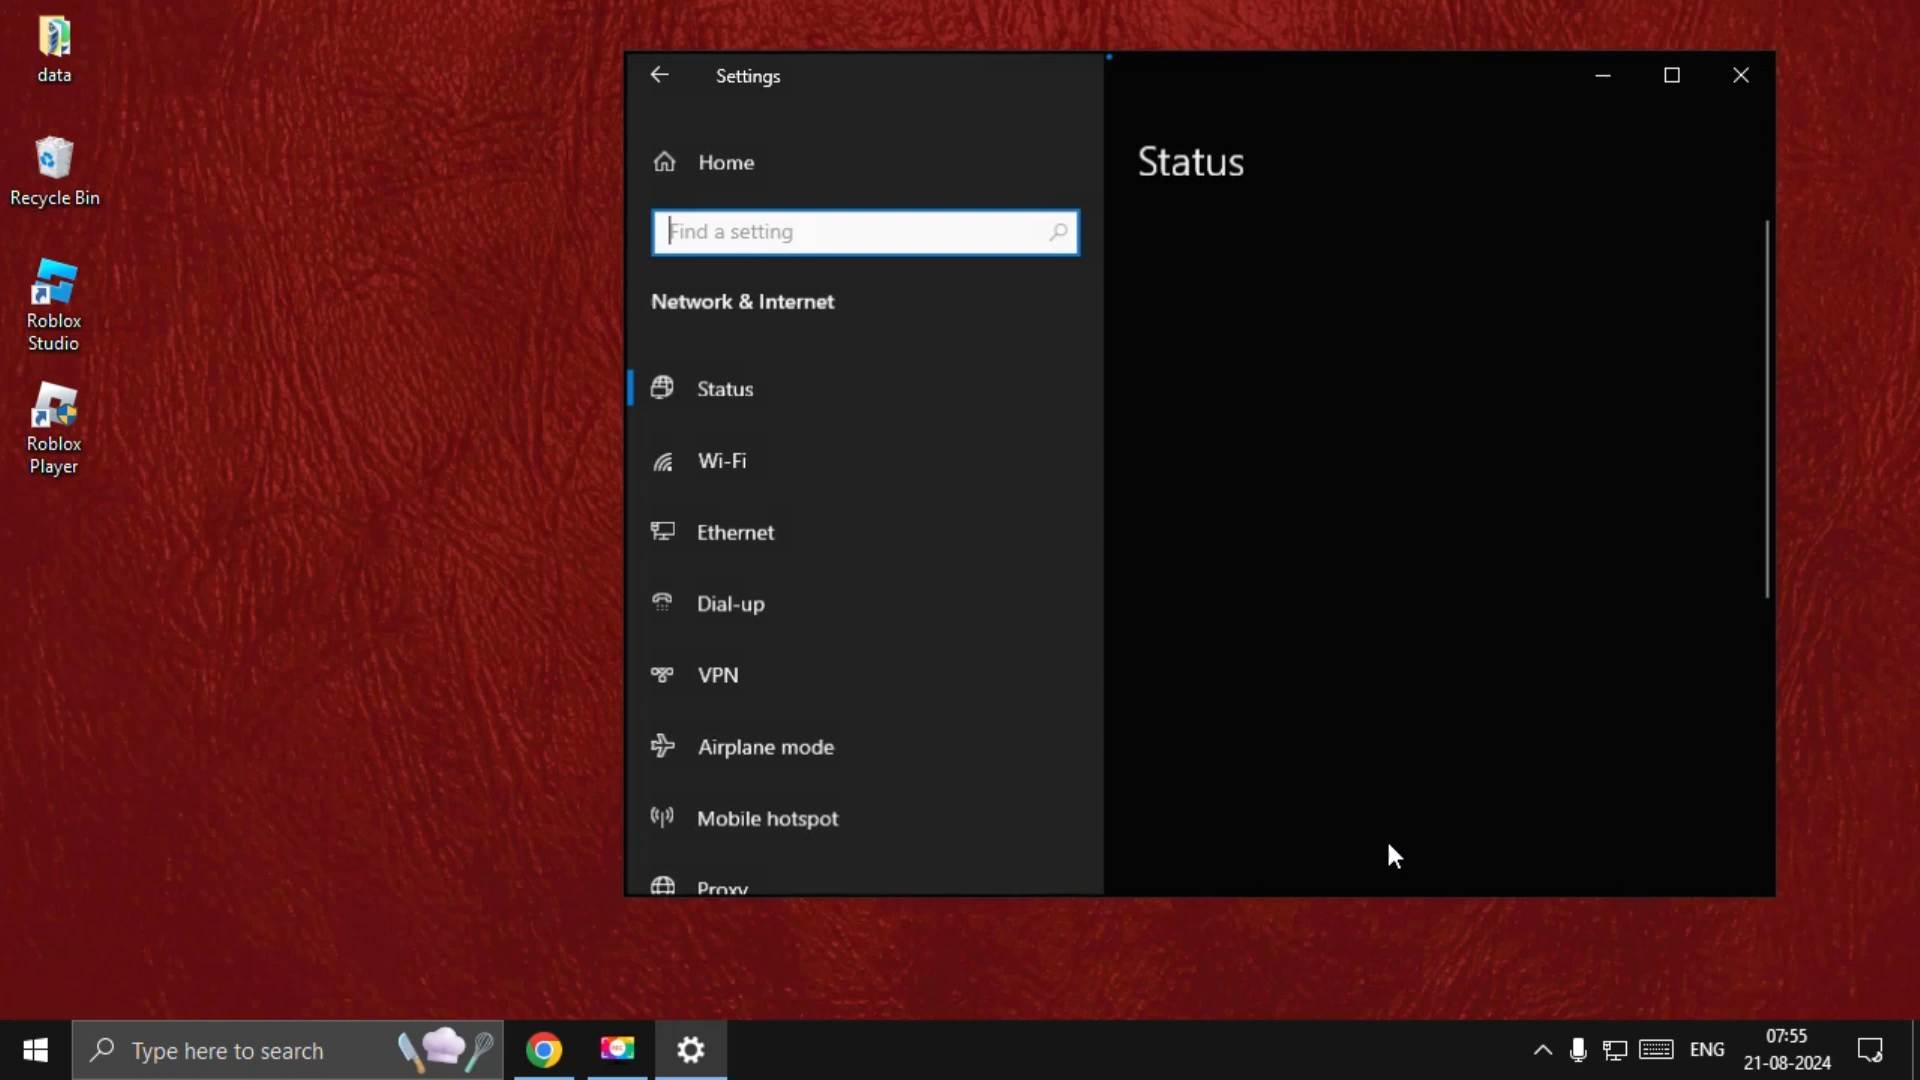 data
Recycle Bin
Roblox
Studio
Roblox
Player
Settings
Home
Find a setting
Network & Internet
Status
Wi-Fi
Ethernet
Dial-up
VPN
Airplane mode
Mobile hotspot
Proxy
Status
Type here to search
REC
ENG
07:55
21-08-2024